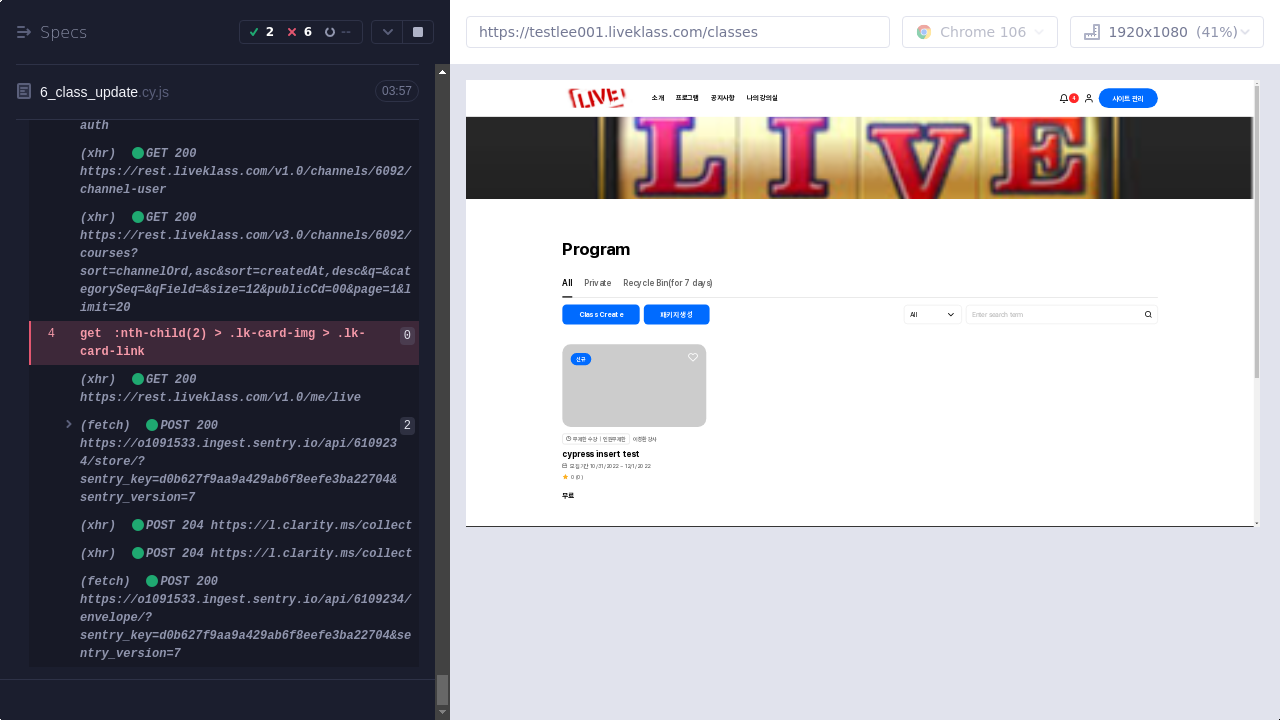 Specs
2 6 --
6_class_update.cy.js
03:57
auth
(xhr) GET 200
https://rest.liveklass.com/v1.0/channels/6092/
channel-user
(xhr) GET 200
https://rest.liveklass.com/v3.0/channels/6092/
courses?
sort=channelOrd,asc&sort=createdAt,desc&q=&cat
egorySeq=&qField=&size=12&publicCd=00&page=1&l
imit=20
4 get :nth-child(2) > .lk-card-img > .lk-
card-link
0
(xhr) GET 200
https://rest.liveklass.com/v1.0/me/live
(fetch) POST 200
2
https://o1091533.ingest.sentry.io/api/610923
4/store/?
sentry_key=d0b627f9aa9a429ab6f8eefe3ba22704&
sentry_version=7
(xhr) POST 204 https://l.clarity.ms/collect
(xhr) POST 204 https://l.clarity.ms/collect
(fetch) POST 200
https://o1091533.ingest.sentry.io/api/6109234/
envelope/?
sentry_key=d0b627f9aa9a429ab6f8eefe3ba22704&se
ntry_version=7
https://testlee001.liveklass.com/classes
Chrome 106
1920x1080 (41%)
LIVE!
소개 프로그램 공지사항 나의 강의실
4
사이트 관리
LIVE
Program
All Private Recycle Bin(for 7 days)
Class Create
패키지 생성
All
Enter search term
신규
무제한 수강 | 인원무제한
cypress insert test
모집기간 10/31/2022 ~ 12/1/2022
0 (0)
무료